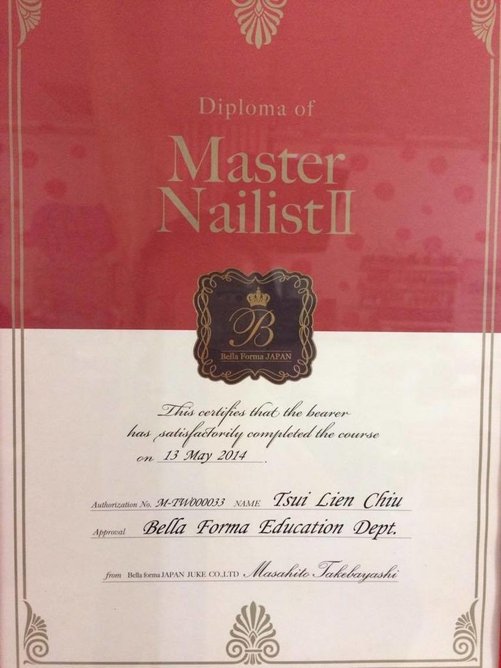 Diploma of
Master
Nailist II
B
Bella Forma JAPAN
This certifies that the bearer
has satisfactorily completed the course
on 13 May 2014.
Authorization No. M-TW000033 NAME Tsui Lien Chiu
Approval Bella Forma Education Dept.
from Bella forma JAPAN JUKE CO.,LTD Masahito Takebayashi